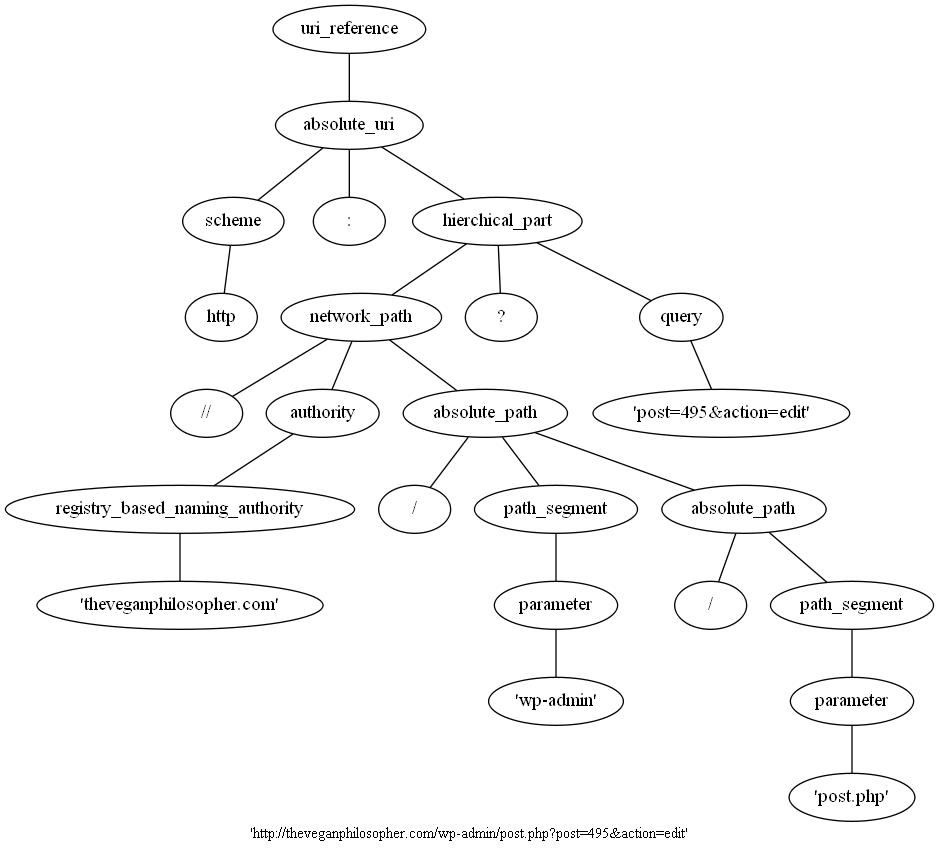 uri_reference
absolute_uri
scheme
:
hierchical_part
http
network_path
?
query
//
authority
absolute_path
'post=495&action=edit'
registry_based_naming_authority
/
path_segment
absolute_path
'theveganphilosopher.com'
parameter
/
path_segment
'wp-admin'
parameter
'post.php'
'http://theveganphilosopher.com/wp-admin/post.php?post=495&action=edit'